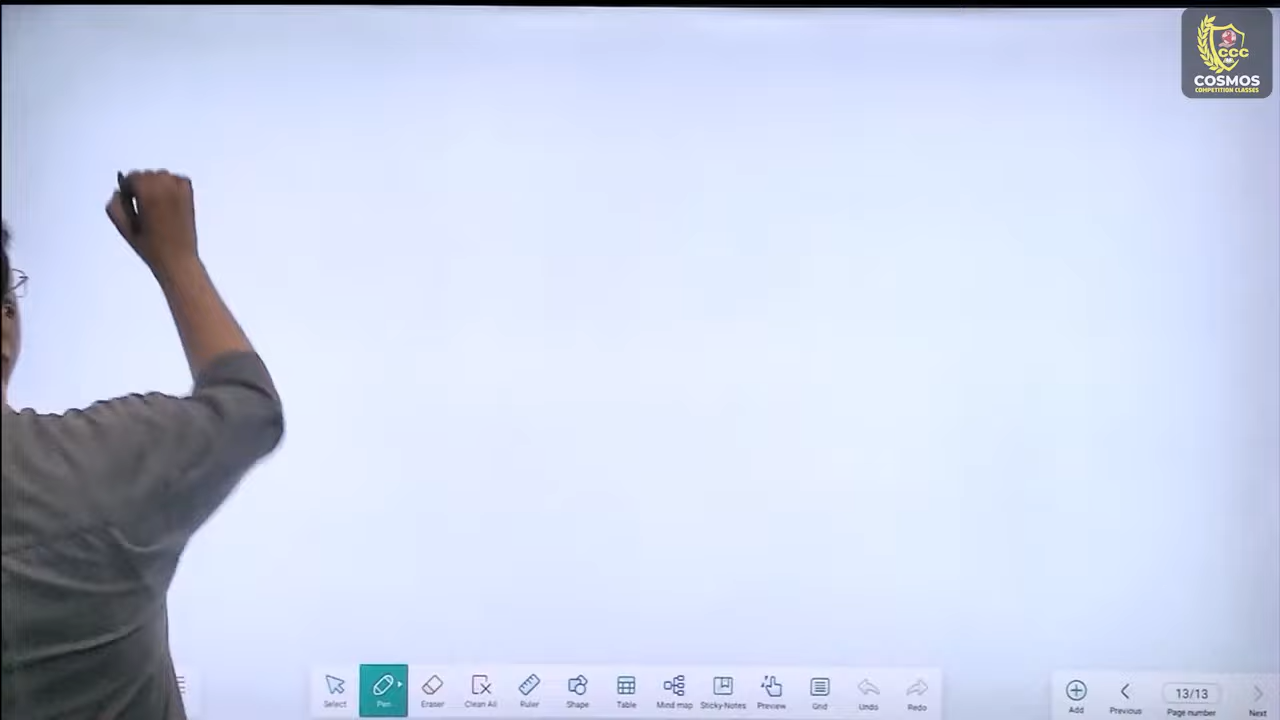 CCC
COSMOS
COMPETITION CLASSES
Select
Pen
Eraser
Clean All
Ruler
Shape
Table
Mind map
Sticky-Notes
Preview
Grid
Undo
Redo
Add
Previous
13/13
Page number
Next